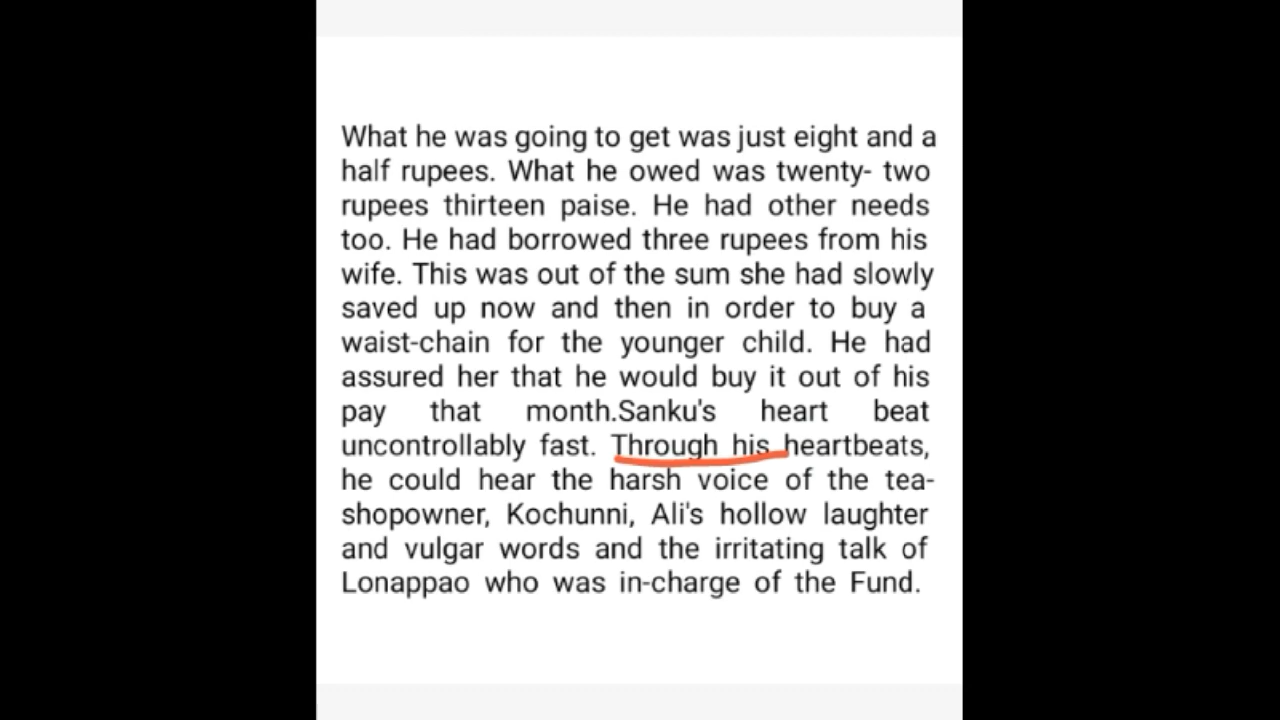 What he was going to get was just eight and a
half rupees. What he owed was twenty- two
rupees thirteen paise. He had other needs
too. He had borrowed three rupees from his
wife. This was out of the sum she had slowly
saved up now and then in order to buy a
waist-chain for the younger child. He had
assured her that he would buy it out of his
pay that month.Sanku's heart beat
uncontrollably fast. Through his heartbeats,
he could hear the harsh voice of the tea-
shopowner, Kochunni, Ali's hollow laughter
and vulgar words and the irritating talk of
Lonappao who was in-charge of the Fund.